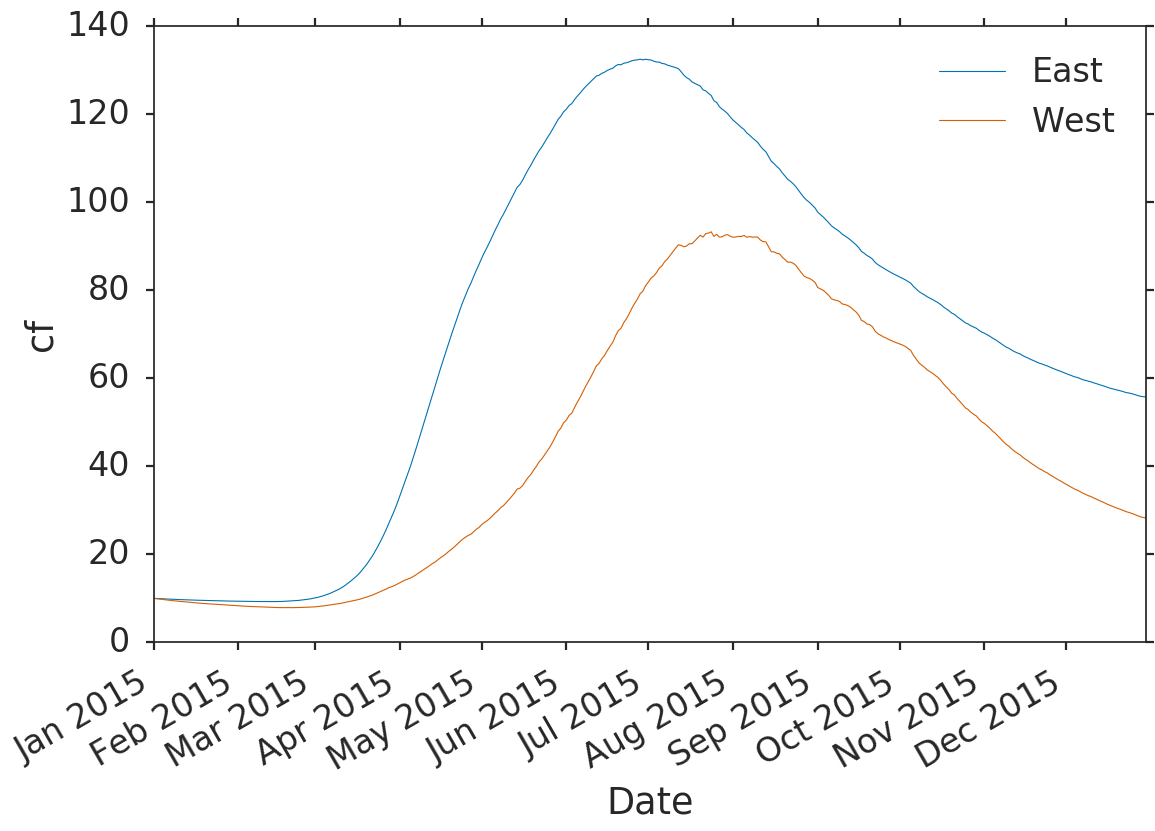 140
120
100
80
60
40
20
0
cf
East
West
Jan 2015
Feb 2015
Mar 2015
Apr 2015
May 2015
Jun 2015
Jul 2015
Aug 2015
Sep 2015
Oct 2015
Nov 2015
Dec 2015
Date